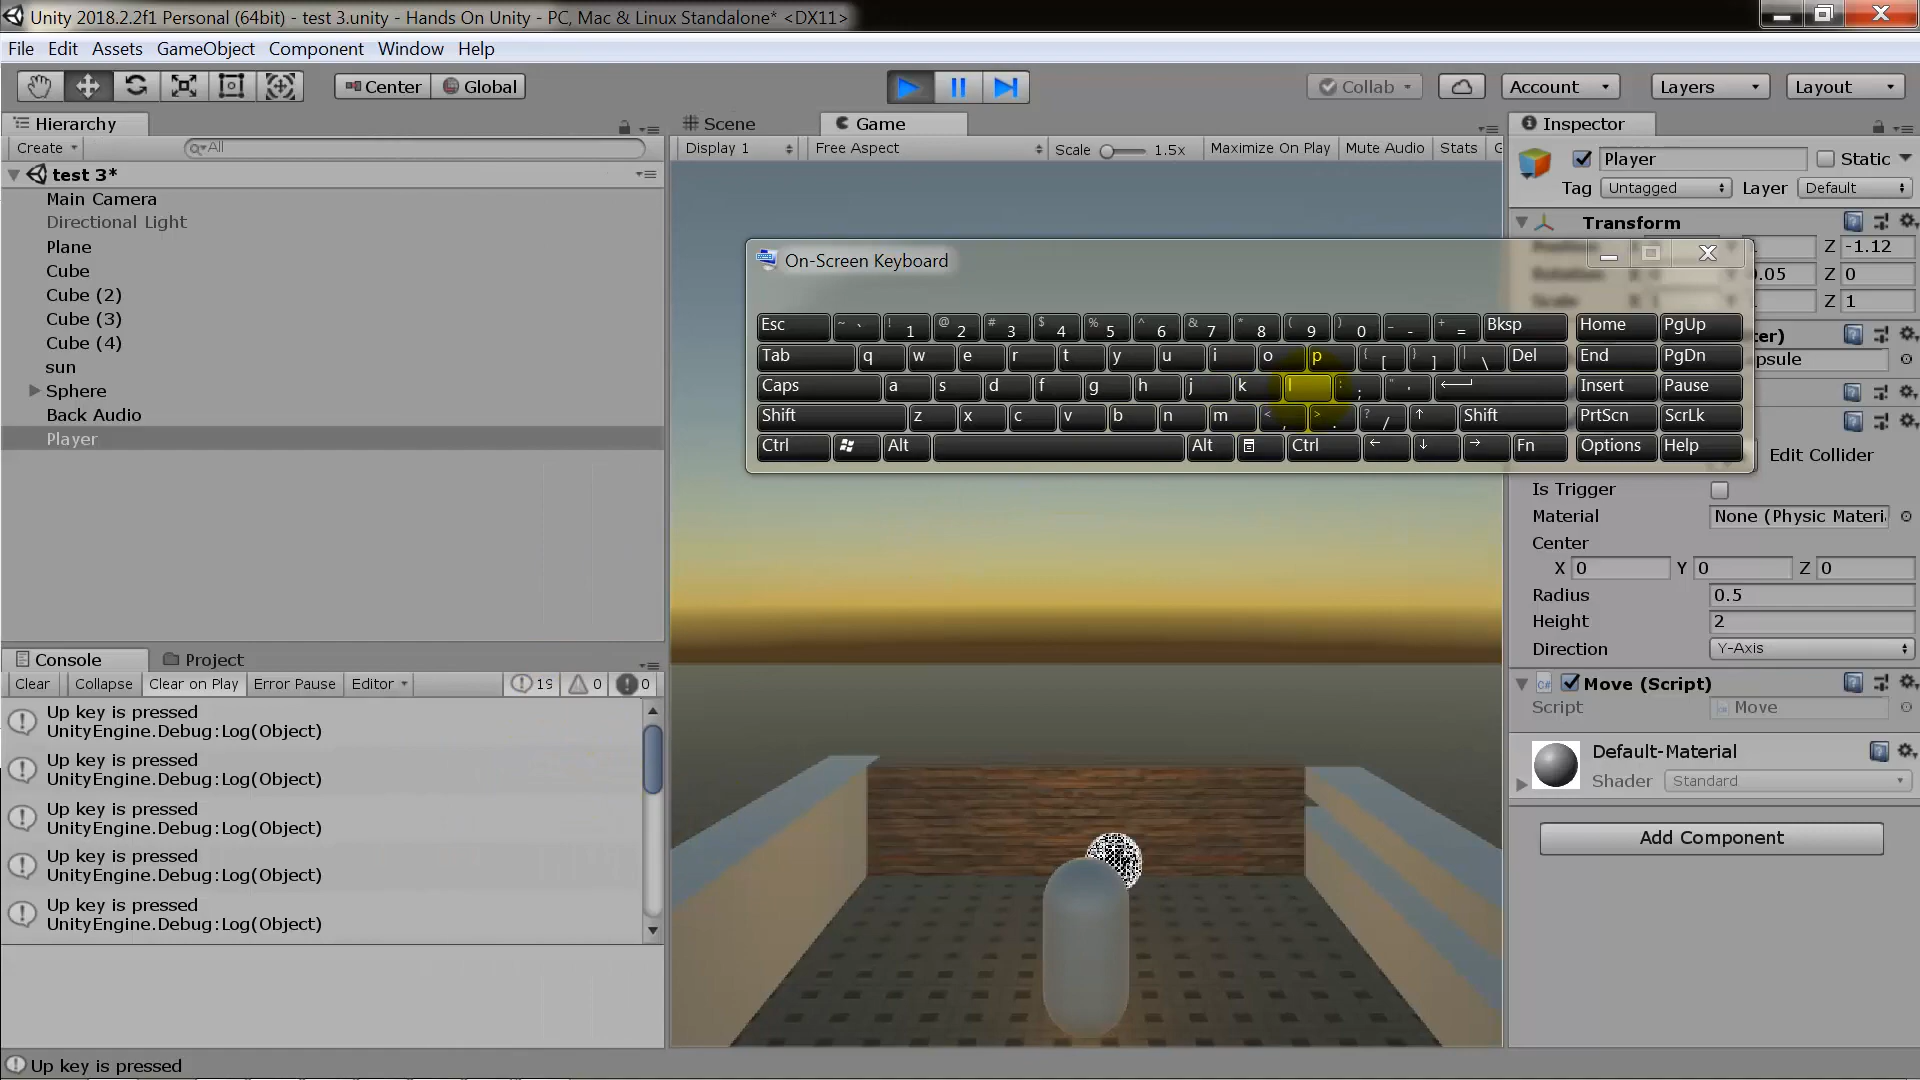 Unity 2018.2.2f1 Personal (64bit) - test 3.unity - Hands On Unity - PC, Mac & Linux Standalone* <DX11>
File Edit Assets GameObject Component Window Help
Center Global Collab Account Layers Layout
Hierarchy
Create All
test 3*
Main Camera
Directional Light
Plane
Cube
Cube (2)
Cube (3)
Cube (4)
sun
Sphere
Back Audio
Player
Scene Game
Display 1 Free Aspect Scale 1.5x Maximize On Play Mute Audio Stats
On-Screen Keyboard
Esc ~ ` ! 1 @ 2 # 3 $ 4 % 5 ^ 6 & 7 * 8 ( 9 ) 0 _ - + = Bksp Home PgUp
Tab q w e r t y u i o p { [ } ] | \ Del End PgDn
Caps a s d f g h j k l : ; " ' Insert Pause
Shift z x c v b n m < , > . ? / ↑ Shift PrtScn ScrLk
Ctrl Alt Alt Ctrl ← ↓ → Fn Options Help
Inspector
Player Static
Tag Untagged Layer Default
Transform
Position Z -1.12
Rotation 0.05 Z 0
Scale X 1 Z 1
Edit Collider
Is Trigger
Material None (Physic Materi
Center
X 0 Y 0 Z 0
Radius 0.5
Height 2
Direction Y-Axis
Move (Script)
Script Move
Default-Material
Shader Standard
Add Component
Console Project
Clear Collapse Clear on Play Error Pause Editor 19 0 0
Up key is pressed
UnityEngine.Debug:Log(Object)
Up key is pressed
UnityEngine.Debug:Log(Object)
Up key is pressed
UnityEngine.Debug:Log(Object)
Up key is pressed
UnityEngine.Debug:Log(Object)
Up key is pressed
UnityEngine.Debug:Log(Object)
Up key is pressed